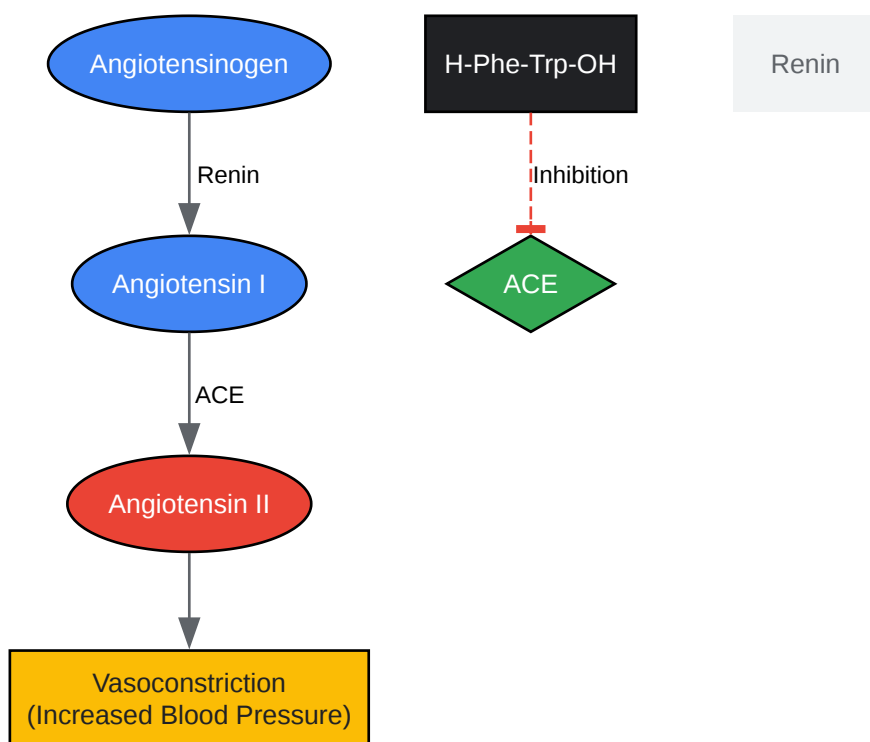 Angiotensinogen
H-Phe-Trp-OH
Renin
Renin
Inhibition
Angiotensin I
ACE
ACE
Angiotensin II
Vasoconstriction
(Increased Blood Pressure)